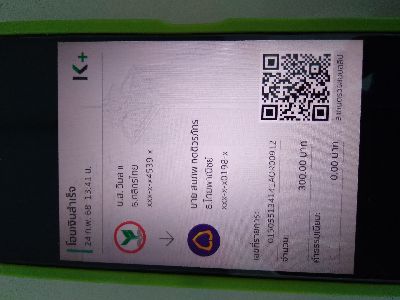 โอนเงินสำเร็จ
24 ก.พ. 68 13:41 น.
K+
น.ส. วิมล
ธ.กสิกรไทย
xxx-x-x4539-x
นาย
ธ.ไทยพาณิชย์
xxx-x-x0198-x
เลขที่รายการ:
จำนวน:
300.00 บาท
ค่าธรรมเนียม:
0.00 บาท
สแกนตรวจสอบสลิป